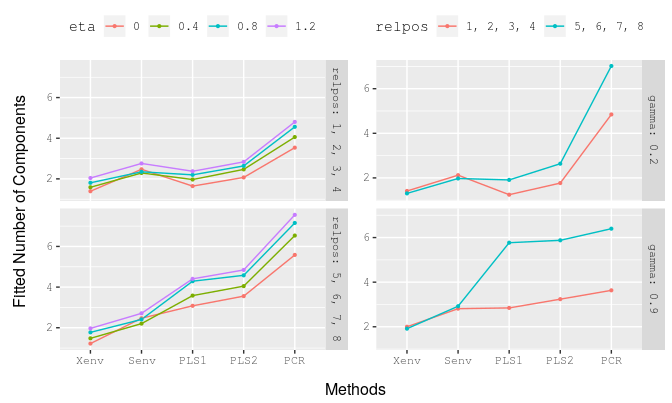 eta 0 0.4 0.8 1.2
relpos 1, 2, 3, 4 5, 6, 7, 8
Fitted Number of Components
6
4
2
relpos: 1, 2, 3, 4
6
4
2
relpos: 5, 6, 7, 8
Xenv Senv PLS1 PLS2 PCR
6
4
2
gamma: 0.2
6
4
2
gamma: 0.9
Xenv Senv PLS1 PLS2 PCR
Methods